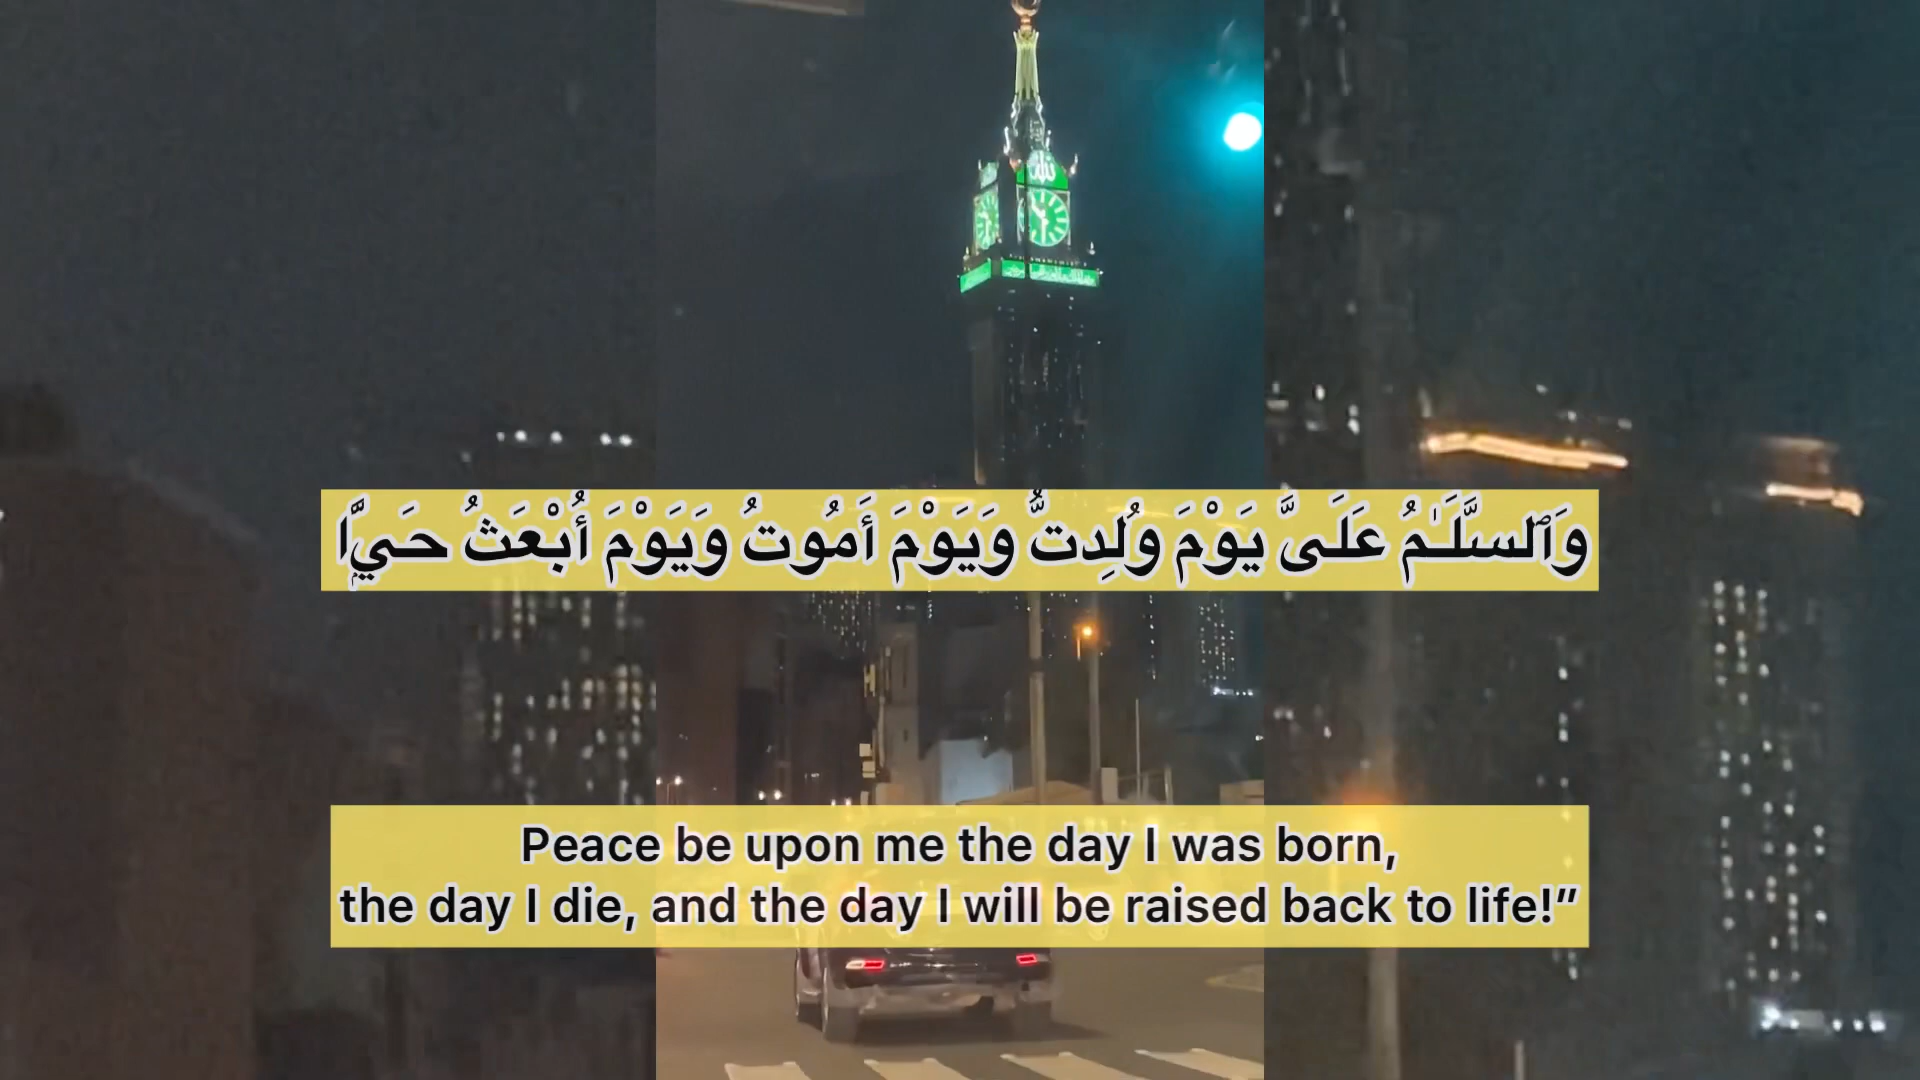 الله
وَٱلسَّلَـٰمُ عَلَىَّ يَوْمَ وُلِدتُّ وَيَوْمَ أَمُوتُ وَيَوْمَ أُبْعَثُ حَيًّۭا
Peace be upon me the day I was born,
the day I die, and the day I will be raised back to life!”